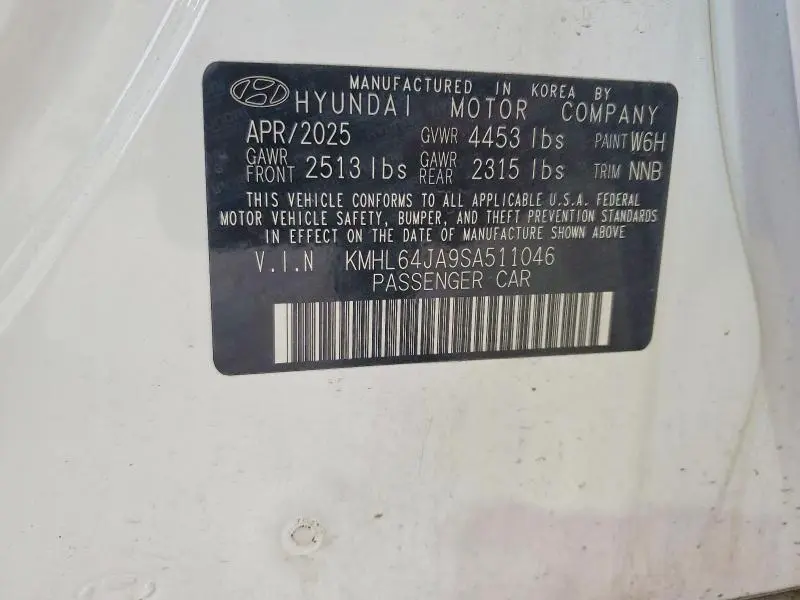 MANUFACTURED IN KOREA BY
HYUNDAI MOTOR COMPANY
APR/2025 GVWR 4453 lbs PAINT W6H
GAWR FRONT 2513 lbs GAWR REAR 2315 lbs TRIM NNB
THIS VEHICLE CONFORMS TO ALL APPLICABLE U.S.A. FEDERAL
MOTOR VEHICLE SAFETY, BUMPER, AND THEFT PREVENTION STANDARDS
IN EFFECT ON THE DATE OF MANUFACTURE SHOWN ABOVE
V.I.N KMHL64JA9SA511046
PASSENGER CAR